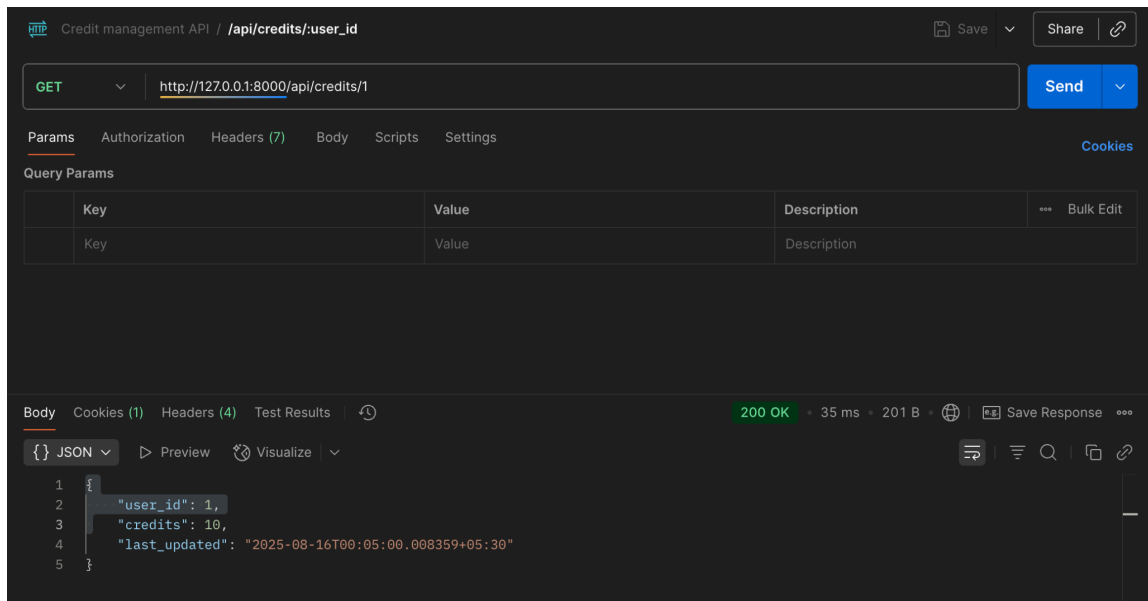 HTTP Credit management API / /api/credits/:user_id Save Share
GET http://127.0.0.1:8000/api/credits/1 Send
Params Authorization Headers (7) Body Scripts Settings Cookies
Query Params
Key Value Description Bulk Edit
Key Value Description
Body Cookies (1) Headers (4) Test Results 200 OK 35 ms 201 B e.g. Save Response
{} JSON Preview Visualize
1 {
2 "user_id": 1,
3 "credits": 10,
4 "last_updated": "2025-08-16T00:05:00.008359+05:30"
5 }